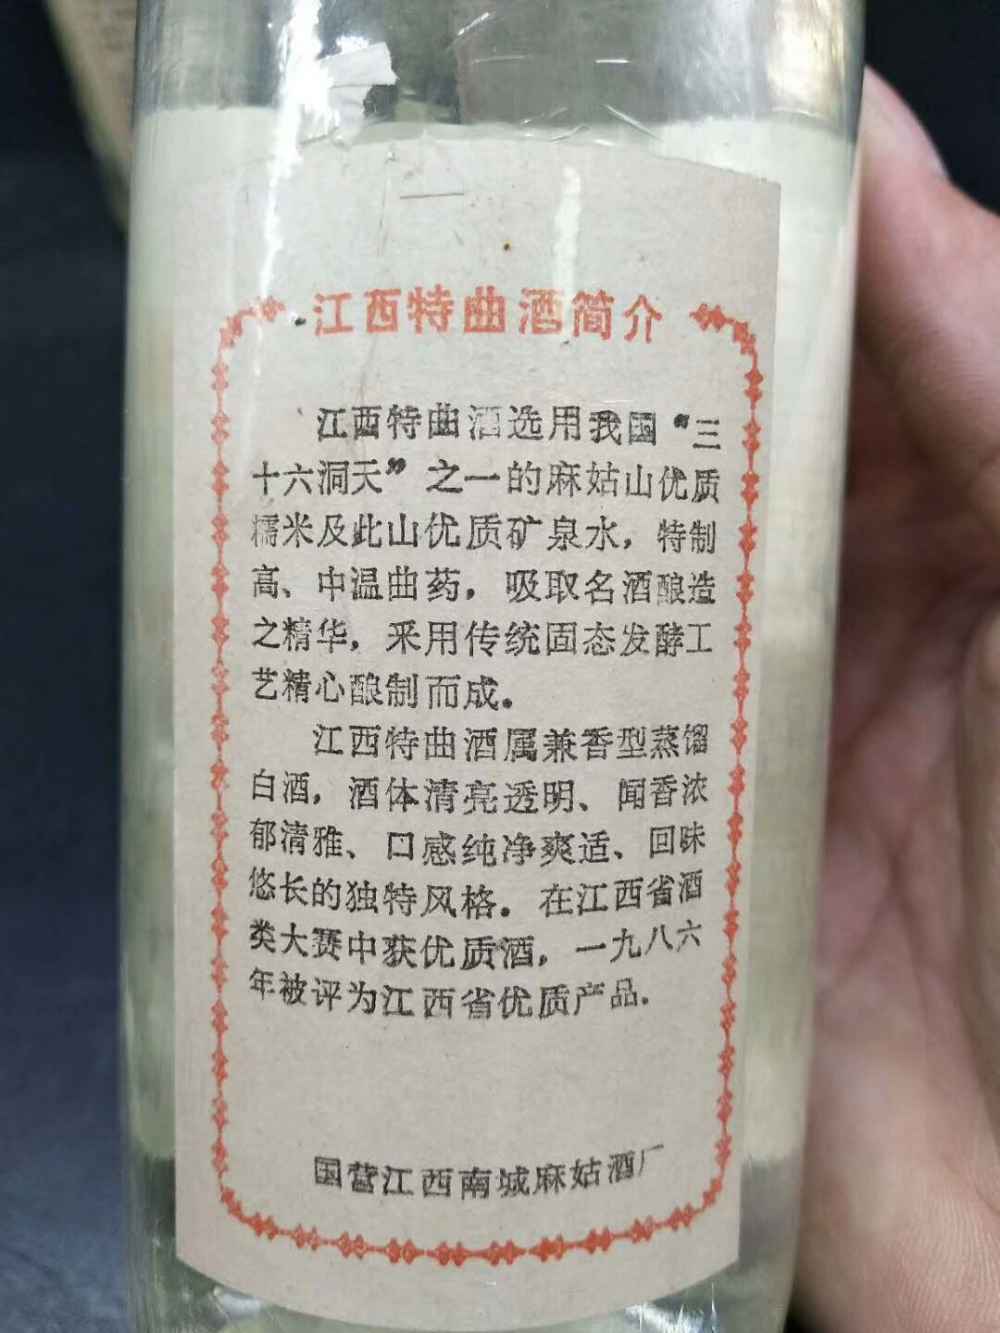 江西特曲酒简介
江西特曲酒选用我国“三
十六洞天”之一的麻姑山优质
糯米及此山优质矿泉水，特制
高、中温曲药，吸取名酒酿造
之精华，采用传统固态发酵工
艺精心酿制而成。
江西特曲酒属兼香型蒸馏
白酒，酒体清亮透明、闻香浓
郁清雅、口感纯净爽适、回味
悠长的独特风格。在江西省酒
类大赛中获优质酒，一九八六
年被评为江西省优质产品.
国营江西南城麻姑酒厂